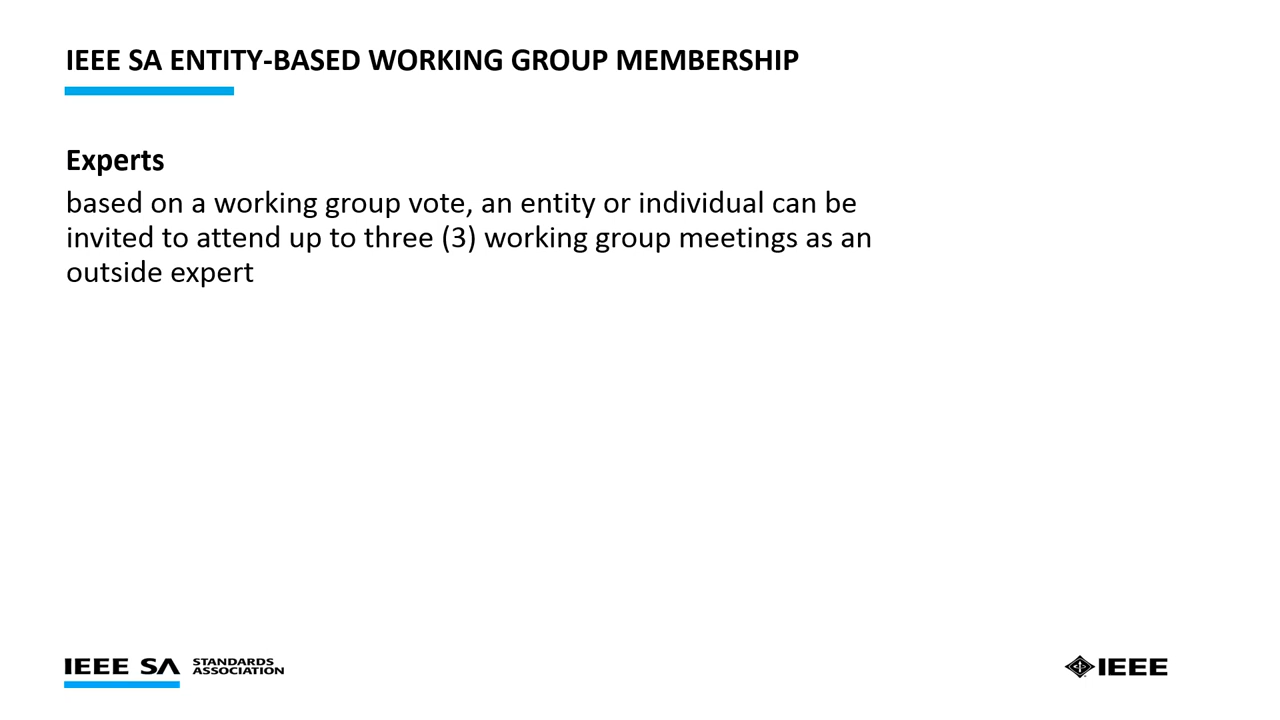 IEEE SA ENTITY-BASED WORKING GROUP MEMBERSHIP
Experts
based on a working group vote, an entity or individual can be
invited to attend up to three (3) working group meetings as an
outside expert
IEEE SA STANDARDS
ASSOCIATION
IEEE